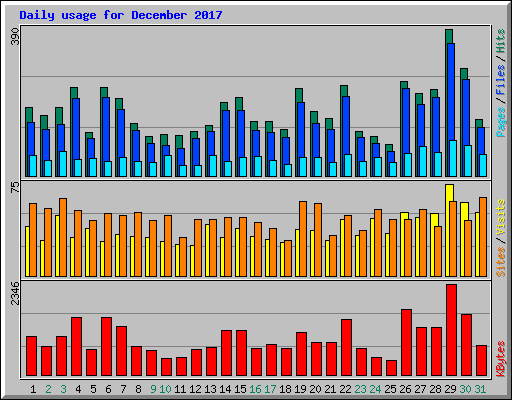 Daily usage for December 2017
390
Pages / Files / Hits
75
Sites / Visits
2346
KBytes
1 2 3 4 5 6 7 8 9 10 11 12 13 14 15 16 17 18 19 20 21 22 23 24 25 26 27 28 29 30 31